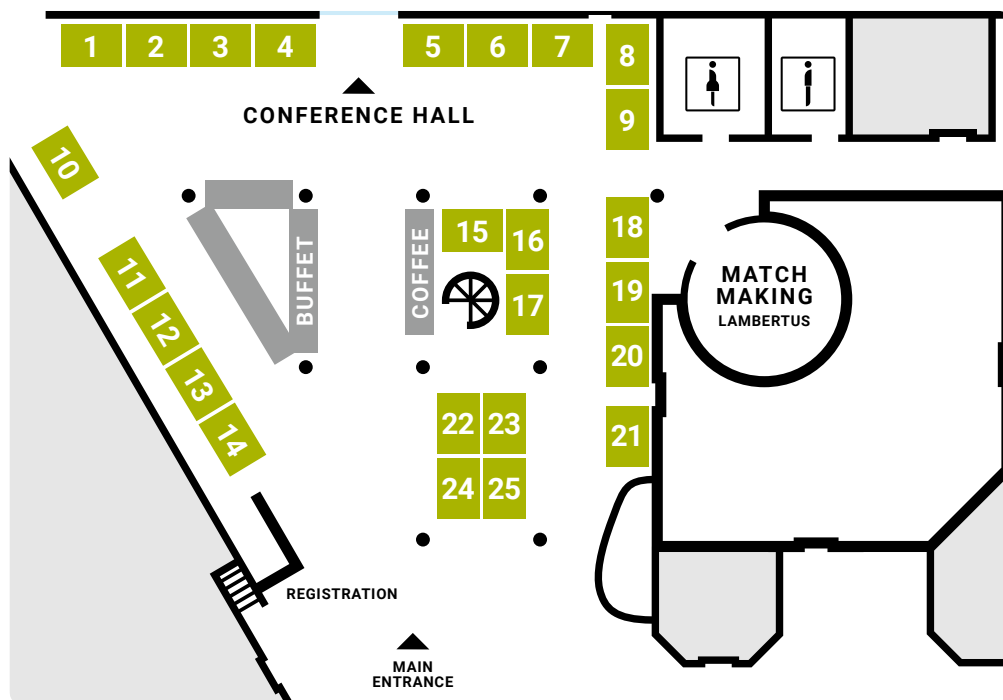 1 2 3 4 5 6 7 8
CONFERENCE HALL
9
10
11
12
13
14
BUFFET
COFFEE
15 16
17
18
19
20
21
MATCH
MAKING
LAMBERTUS
22 23
24 25
REGISTRATION
MAIN
ENTRANCE